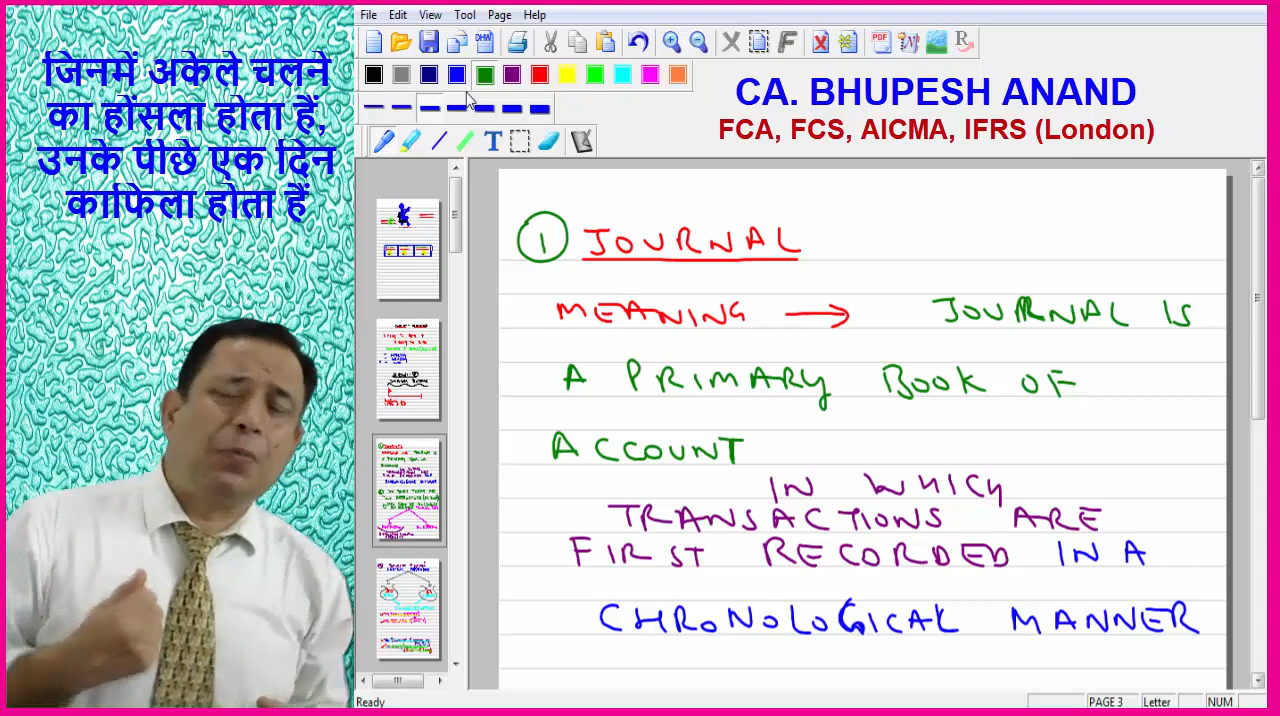 जिनमें अकेले चलने
का होंसला होता हैं,
उनके पीछे एक दिन
काफिला होता हैं
File Edit View Tool Page Help
DHW
PDF
CA. BHUPESH ANAND
FCA, FCS, AICMA, IFRS (London)
1 JOURNAL
MEANING → JOURNAL IS
A PRIMARY BOOK OF
ACCOUNT
IN WHICH
TRANSACTIONS ARE
FIRST RECORDED IN A
CHRONOLOGICAL MANNER
Ready
PAGE 3 Letter NUM